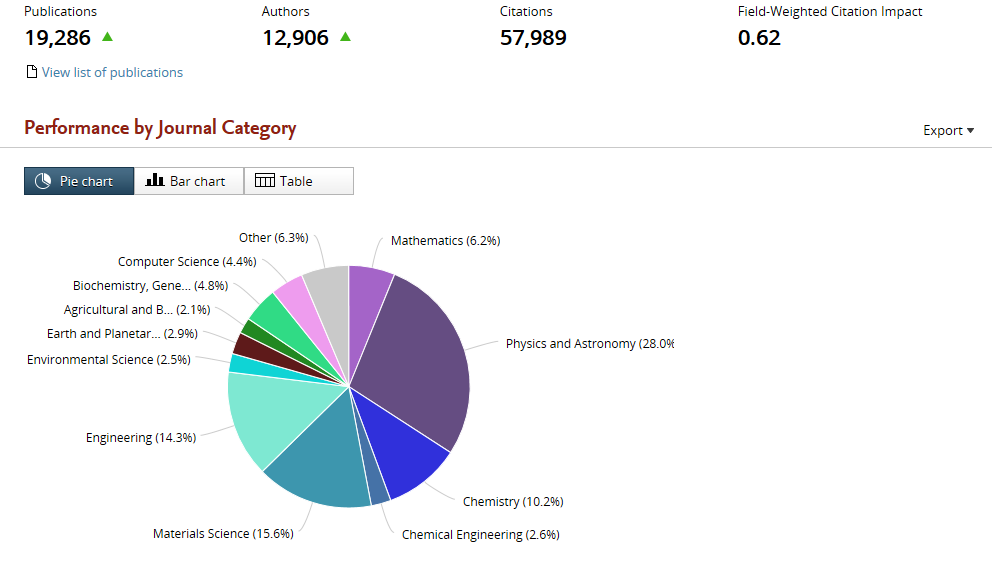 Publications Authors Citations Field-Weighted Citation Impact
19,286 12,906 57,989 0.62
View list of publications
Performance by Journal Category
Export
Pie chart Bar chart Table
Other (6.3%)
Mathematics (6.2%)
Computer Science (4.4%)
Biochemistry, Gene... (4.8%)
Agricultural and B... (2.1%)
Earth and Planetar... (2.9%)
Physics and Astronomy (28.0%
Environmental Science (2.5%)
Engineering (14.3%)
Chemistry (10.2%)
Materials Science (15.6%)
Chemical Engineering (2.6%)